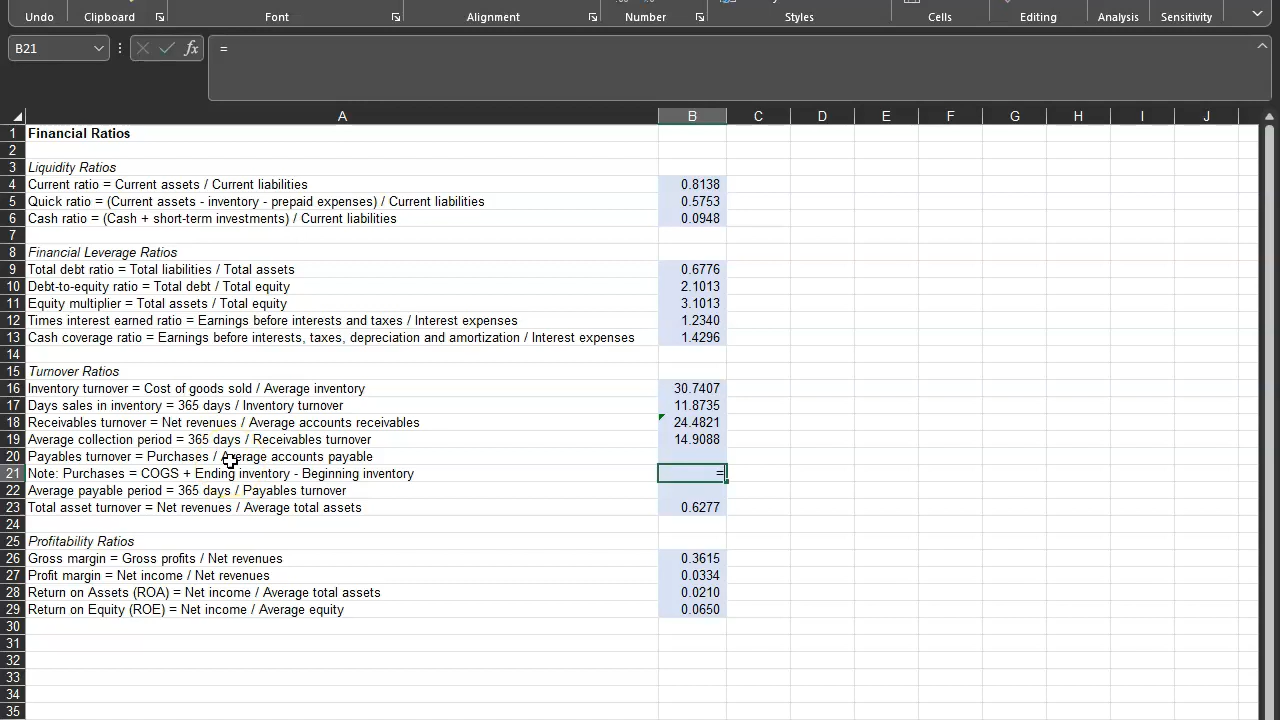 Undo Clipboard Font Alignment Number Styles Cells Editing Analysis Sensitivity
B21 fx =
A B C D E F G H I J
1 Financial Ratios
2
3 Liquidity Ratios
4 Current ratio = Current assets / Current liabilities 0.8138
5 Quick ratio = (Current assets - inventory - prepaid expenses) / Current liabilities 0.5753
6 Cash ratio = (Cash + short-term investments) / Current liabilities 0.0948
7
8 Financial Leverage Ratios
9 Total debt ratio = Total liabilities / Total assets 0.6776
10 Debt-to-equity ratio = Total debt / Total equity 2.1013
11 Equity multiplier = Total assets / Total equity 3.1013
12 Times interest earned ratio = Earnings before interests and taxes / Interest expenses 1.2340
13 Cash coverage ratio = Earnings before interests, taxes, depreciation and amortization / Interest expenses 1.4296
14
15 Turnover Ratios
16 Inventory turnover = Cost of goods sold / Average inventory 30.7407
17 Days sales in inventory = 365 days / Inventory turnover 11.8735
18 Receivables turnover = Net revenues / Average accounts receivables 24.4821
19 Average collection period = 365 days / Receivables turnover 14.9088
20 Payables turnover = Purchases / Average accounts payable
21 Note: Purchases = COGS + Ending inventory - Beginning inventory =
22 Average payable period = 365 days / Payables turnover
23 Total asset turnover = Net revenues / Average total assets 0.6277
24
25 Profitability Ratios
26 Gross margin = Gross profits / Net revenues 0.3615
27 Profit margin = Net income / Net revenues 0.0334
28 Return on Assets (ROA) = Net income / Average total assets 0.0210
29 Return on Equity (ROE) = Net income / Average equity 0.0650
30
31
32
33
34
35